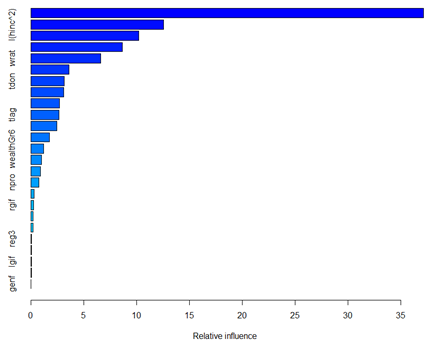 I(hinc^2)
wrat
tdon
tlag
wealthGr6
npro
rgif
reg3
lgif
genf
0
5
10
15
20
25
30
35
Relative influence